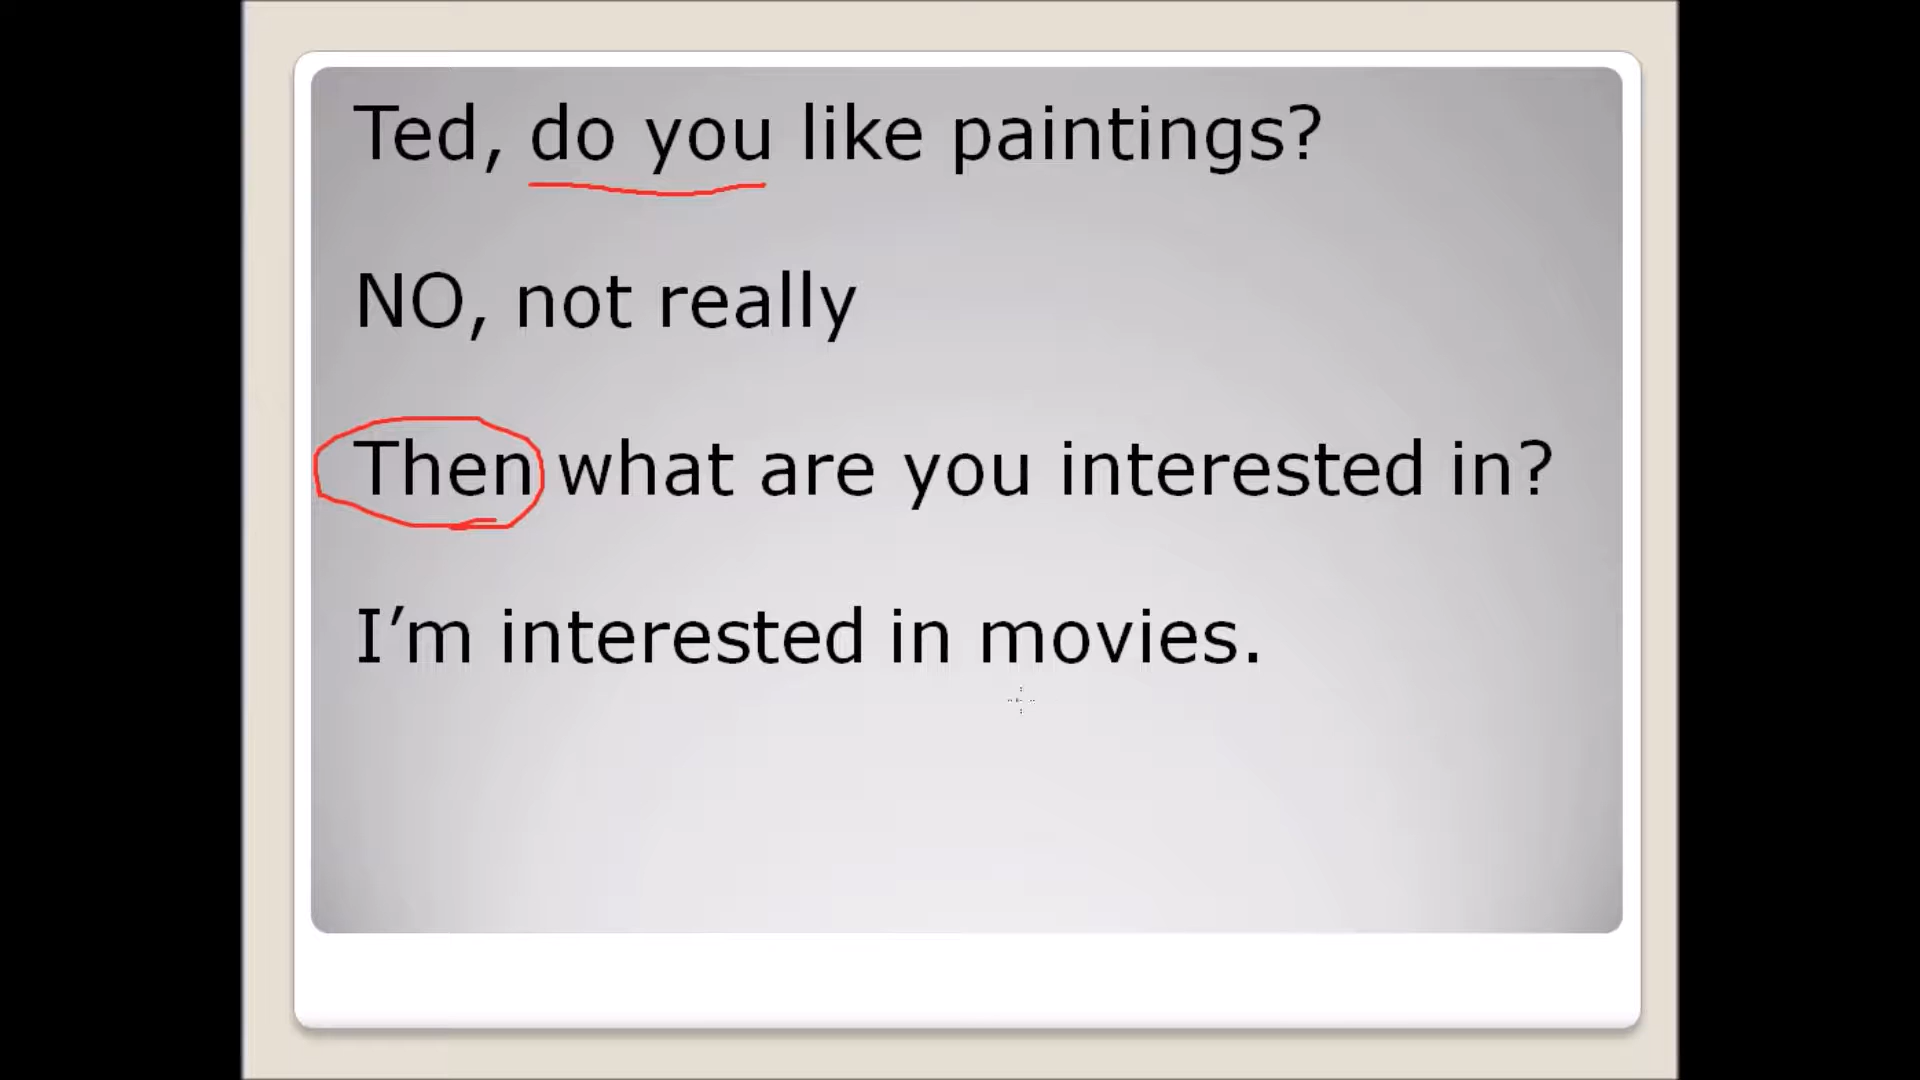 Ted, do you like paintings?
NO, not really
Then what are you interested in?
I’m interested in movies.